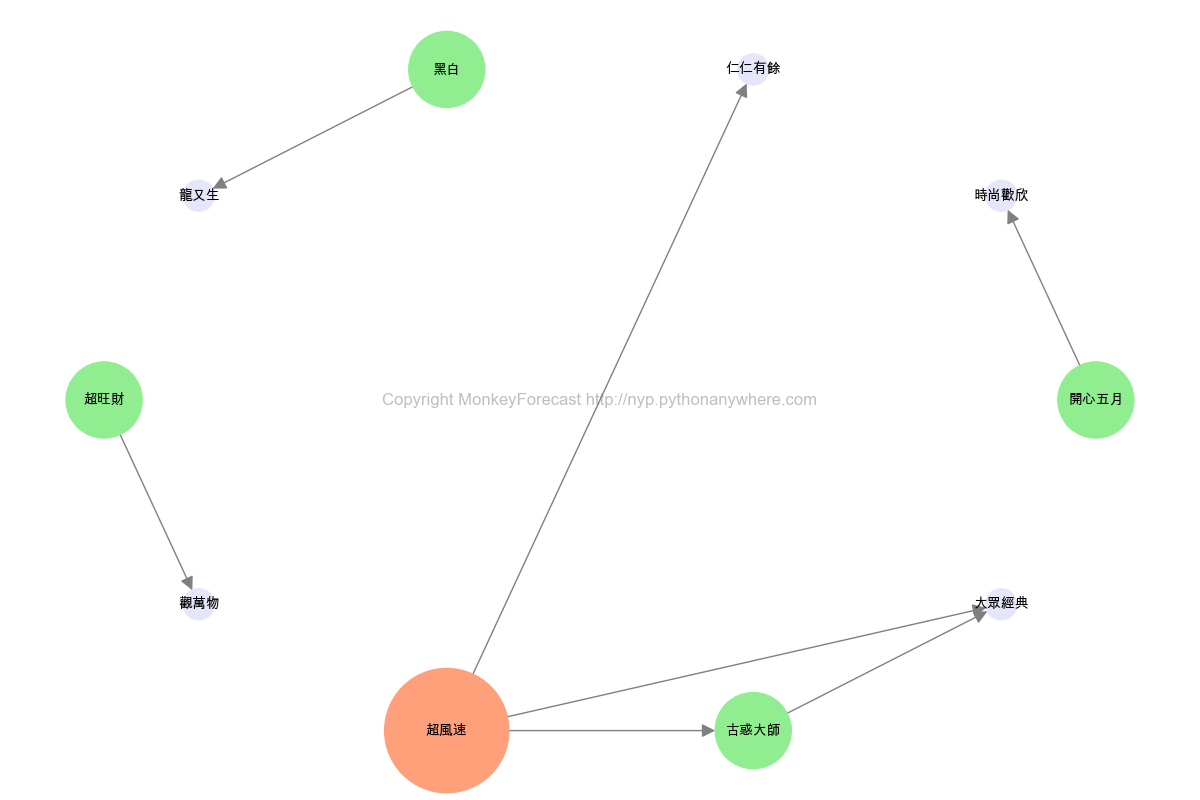 黑白
仁仁有餘
龍又生
時尚歡欣
超旺財
Copyright MonkeyForecast http://nyp.pythonanywhere.com
開心五月
觀萬物
大眾經典
超風速
古惑大師